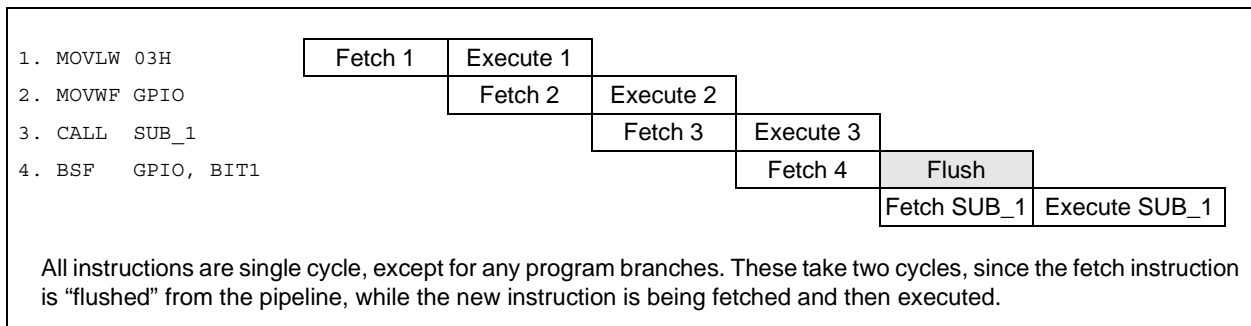 1. MOVLW 03H Fetch 1 Execute 1
2. MOVWF GPIO Fetch 2 Execute 2
3. CALL SUB_1 Fetch 3 Execute 3
4. BSF GPIO, BIT1 Fetch 4 Flush
Fetch SUB_1 Execute SUB_1
All instructions are single cycle, except for any program branches. These take two cycles, since the fetch instruction
is “flushed” from the pipeline, while the new instruction is being fetched and then executed.